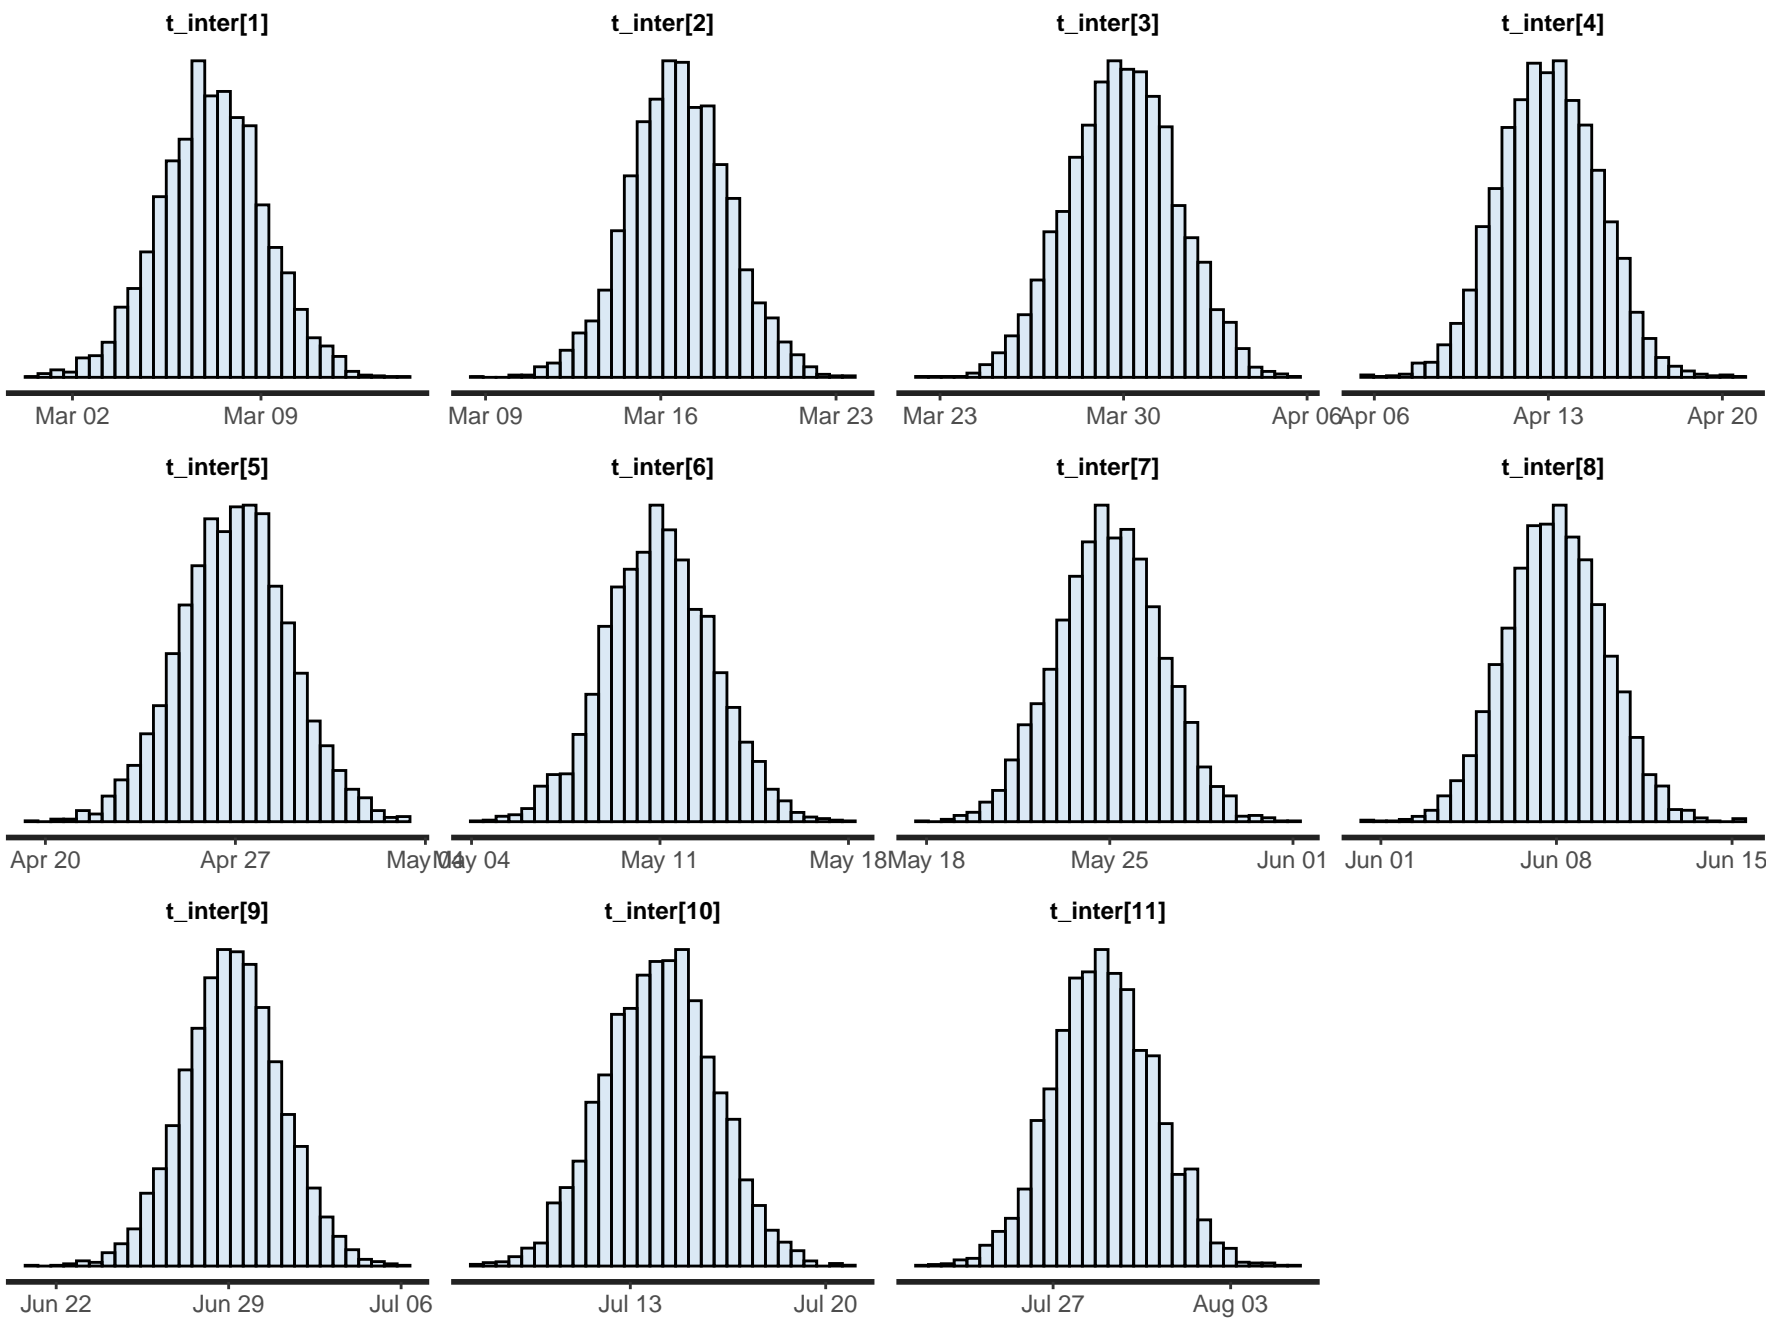 t_inter[1] t_inter[2] t_inter[3] t_inter[4]
Mar 02 Mar 09 Mar 09 Mar 16 Mar 23 Mar 23 Mar 30 Apr 06 Apr 06 Apr 13 Apr 20
t_inter[5] t_inter[6] t_inter[7] t_inter[8]
Apr 20 Apr 27 May 04 May 04 May 11 May 18 May 18 May 25 Jun 01 Jun 01 Jun 08 Jun 15
t_inter[9] t_inter[10] t_inter[11]
Jun 22 Jun 29 Jul 06 Jul 13 Jul 20 Jul 27 Aug 03